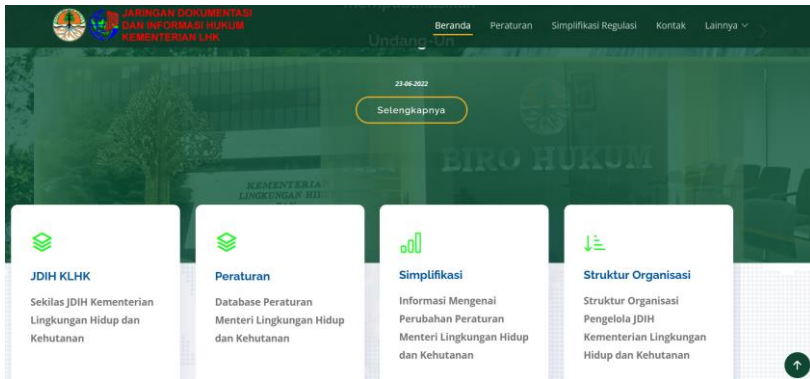 JARINGAN DOKUMENTASI
DAN INFORMASI HUKUM
KEMENTERIAN LHK
Beranda Peraturan Simplifikasi Regulasi Kontak Lainnya
Undang-Un
23-06-2022
Selengkapnya
BIRO HUKUM
KEMENTERIA
LINGKUNGAN HID
JDIH KLHK
Sekilas JDIH Kementerian
Lingkungan Hidup dan
Kehutanan
Peraturan
Database Peraturan
Menteri Lingkungan Hidup
dan Kehutanan
Simplifikasi
Informasi Mengenai
Perubahan Peraturan
Menteri Lingkungan Hidup
dan Kehutanan
Struktur Organisasi
Struktur Organisasi
Pengelola JDIH
Kementerian Lingkungan
Hidup dan Kehutanan